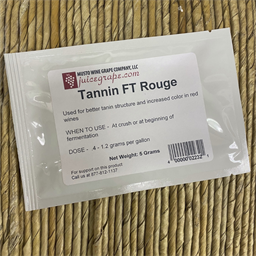 MUSTO WINE GRAPE COMPANY, LLC
juicegrape.com
Tannin FT Rouge
Used for better tanin structure and increased color in red
wines
WHEN TO USE - At crush or at beginning of
fermentation
DOSE - .4 - 1.2 grams per gallon
Net Weight: 5 Grams
For support on this product
Call us at 877-812-1137